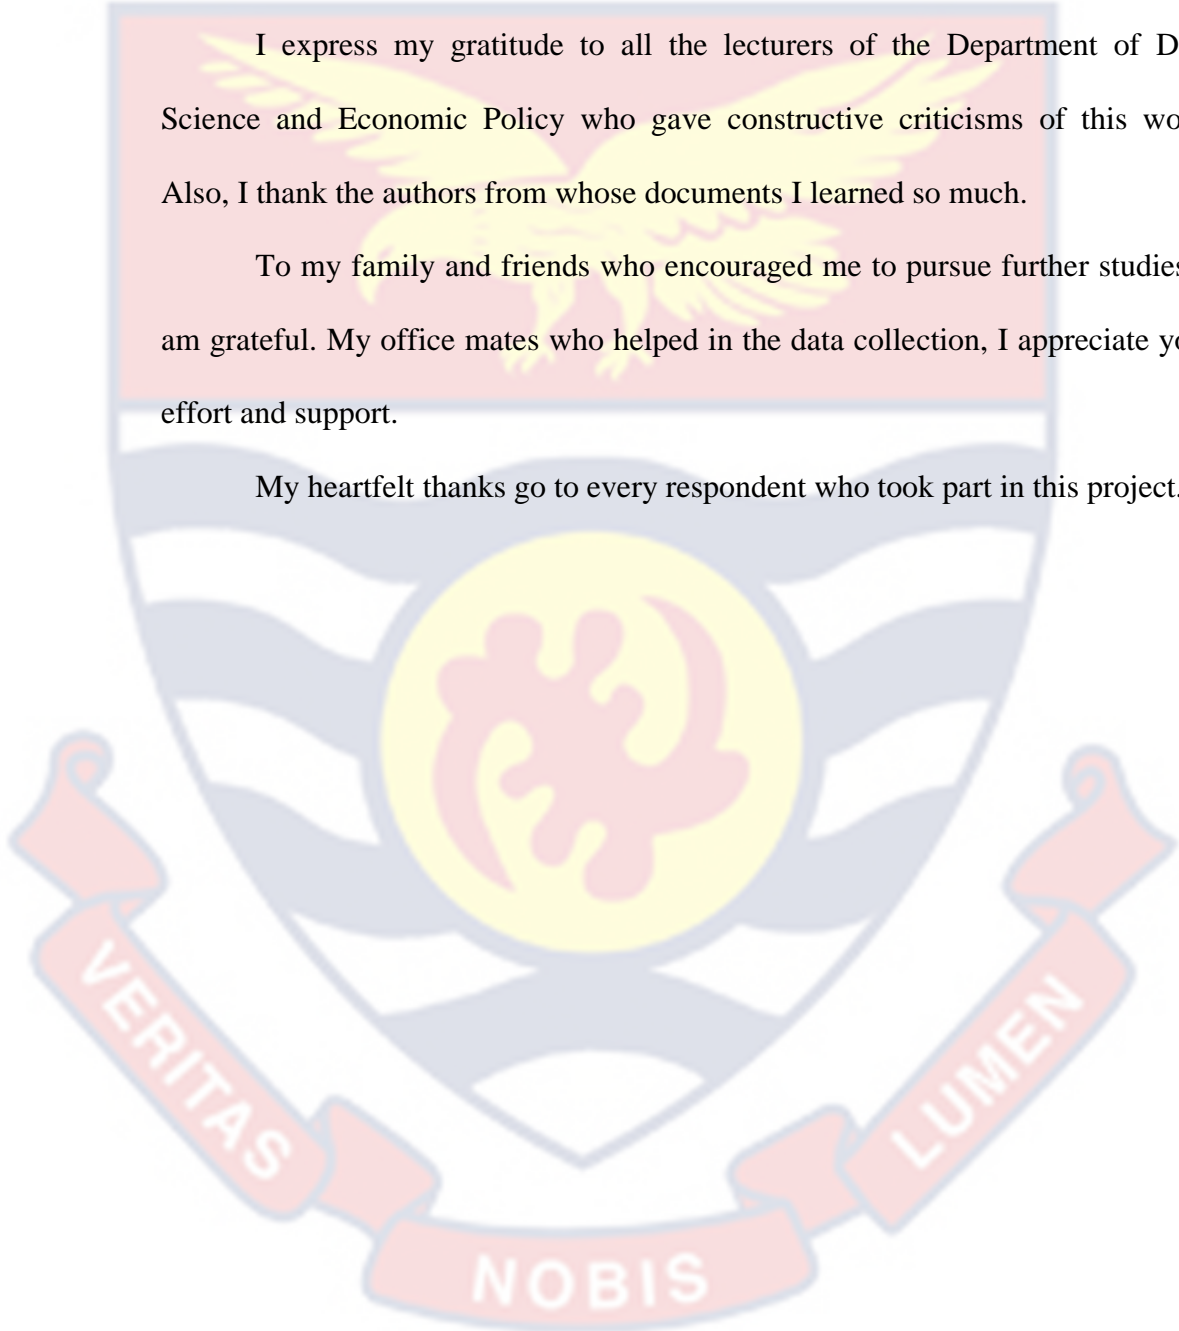 I express my gratitude to all the lecturers of the Department of D
Science and Economic Policy who gave constructive criticisms of this wo
Also, I thank the authors from whose documents I learned so much.
To my family and friends who encouraged me to pursue further studies
am grateful. My office mates who helped in the data collection, I appreciate yo
effort and support.
My heartfelt thanks go to every respondent who took part in this project.
VERITAS
NOBIS
LUMEN